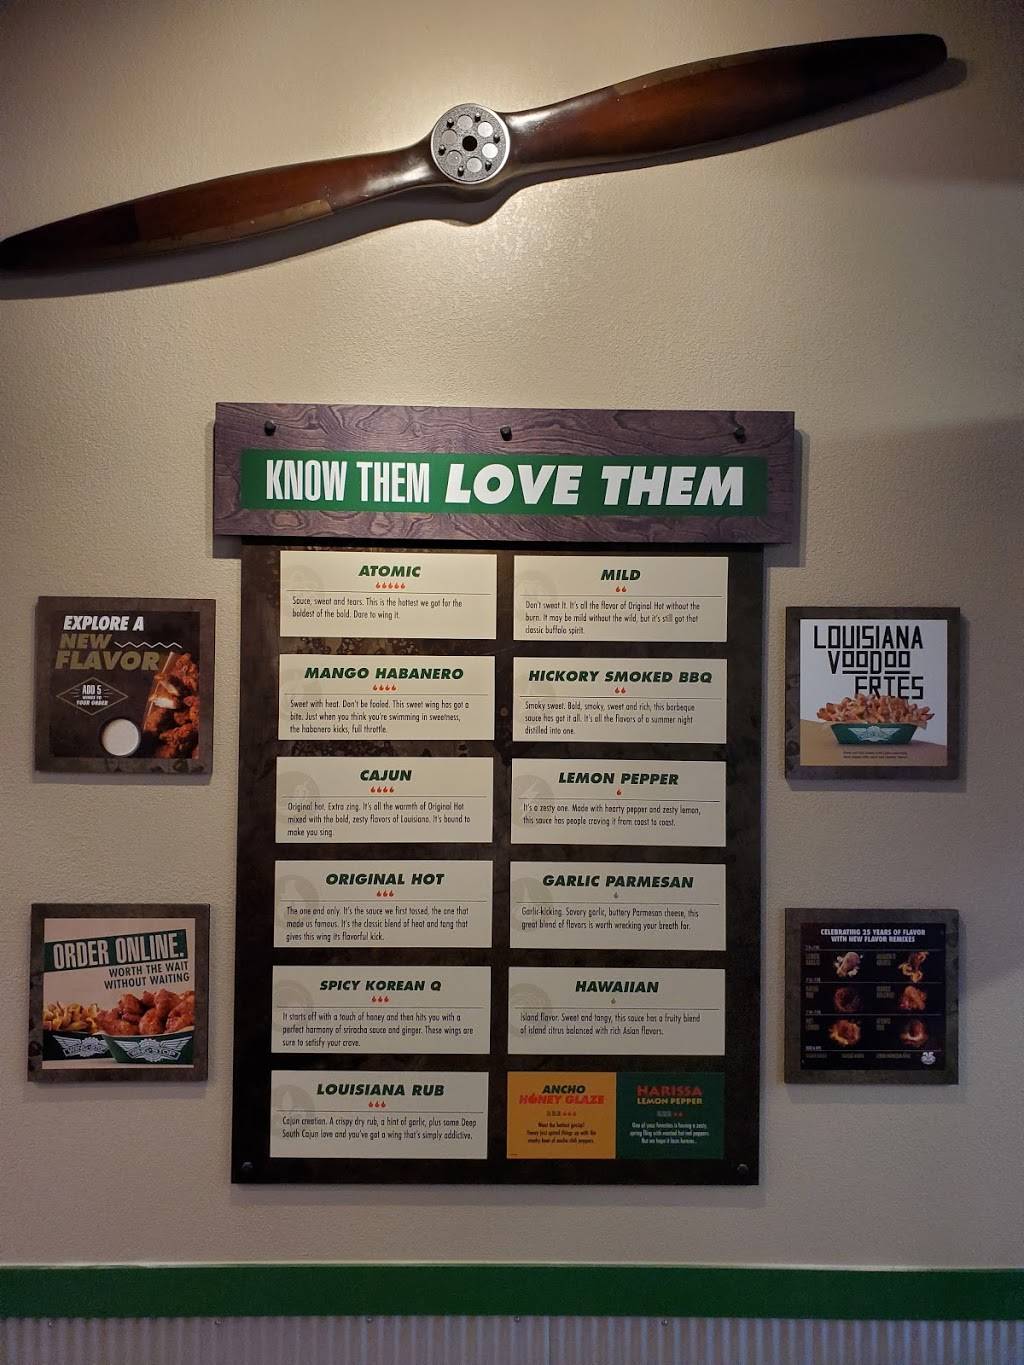 KNOW THEM LOVE THEM
ATOMIC
Sauce, sweat and tears. This is the hottest we got for the
boldest of the bold. Dare to wing it.
MANGO HABANERO
Sweet with heat. Don't be fooled. This sweet wing has got a
bite. Just when you think you're swimming in sweetness,
the habanero kicks, full throttle.
CAJUN
Original hot. Extra zing. It's all the warmth of Original Hot
mixed with the bold, zesty flavors of Louisiana. It's bound to
make you sing.
ORIGINAL HOT
The one and only. It's the sauce we first tossed, the one that
made us famous. It's the classic blend of heat and tang that
gives this wing its flavorful kick.
SPICY KOREAN Q
It starts off with a touch of honey and then hits you with a
perfect harmony of sriracha sauce and ginger. These wings are
sure to satisfy your crave.
LOUISIANA RUB
Cajun creation. A crispy dry rub, a hint of garlic, plus some Deep
South Cajun love and you've got a wing that's simply addictive.
MILD
Don't sweat it. It's all the flavor of Original Hot without the
burn. It may be mild without the wild, but it's still got that
classic buffalo spirit.
HICKORY SMOKED BBQ
Smoky sweet. Bold, smoky, sweet and rich, this barbeque
sauce has got it all. It's all the flavors of a summer night
distilled into one.
LEMON PEPPER
It's a zesty one. Made with hearty pepper and zesty lemon,
this sauce has people craving it from coast to coast.
GARLIC PARMESAN
Garlic-kicking. Savory garlic, buttery Parmesan cheese, this
great blend of flavors is worth wrecking your breath for.
HAWAIIAN
Island flavor. Sweet and tangy, this sauce has a fruity blend
of island citrus balanced with rich Asian flavors.
ANCHO
HONEY GLAZE
HARISSA
LEMON PEPPER
EXPLORE A
NEW
FLAVOR
ADD 5
WINGS TO
YOUR ORDER
ORDER ONLINE.
WORTH THE WAIT
WITHOUT WAITING
LOUISIANA
VOODOO
FRIES
CELEBRATING 25 YEARS OF FLAVOR
WITH NEW FLAVOR REMIXES